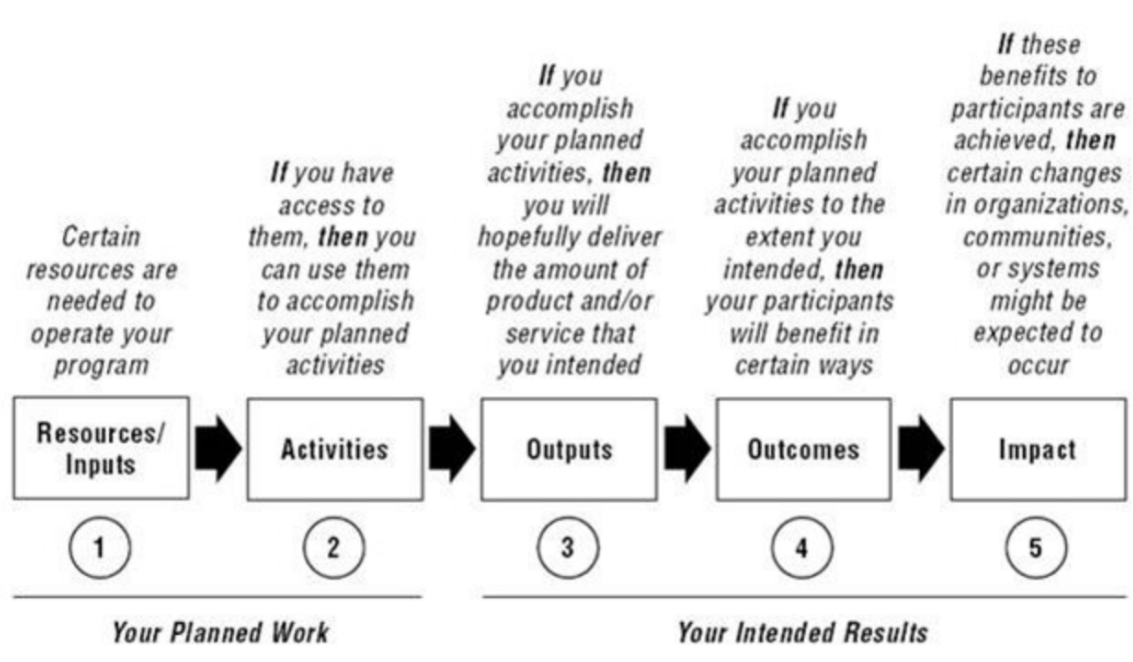 Certain
resources are
needed to
operate your
program
If you have
access to
them, then you
can use them
to accomplish
your planned
activities
If you
accomplish
your planned
activities, then
you will
hopefully deliver
the amount of
product and/or
service that
you intended
If you
accomplish
your planned
activities to the
extent you
intended, then
your participants
will benefit in
certain ways
If these
benefits to
participants are
achieved, then
certain changes
in organizations,
communities,
or systems
might be
expected to
occur
Resources/
Inputs
Activities
Outputs
Outcomes
Impact
1
2
3
4
5
Your Planned Work
Your Intended Results